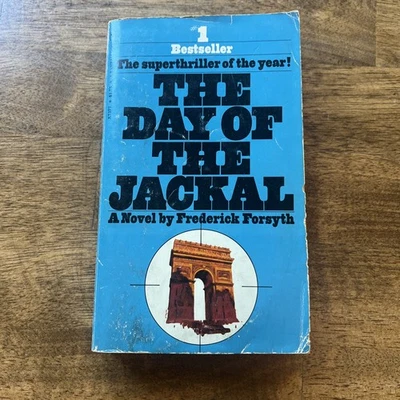 1
Bestseller
The superthriller of the year!
THE
DAY OF
THE
JACKAL
A Novel by Frederick Forsyth